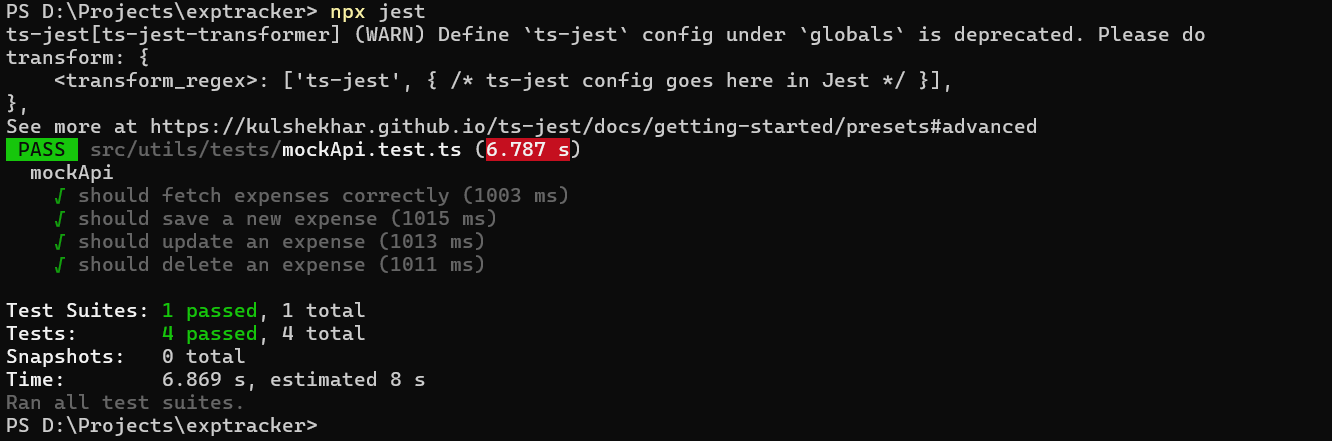 PS D:\Projects\exptracker> npx jest
ts-jest[ts-jest-transformer] (WARN) Define `ts-jest` config under `globals` is deprecated. Please do
transform: {
    <transform_regex>: ['ts-jest', { /* ts-jest config goes here in Jest */ }],
},
See more at https://kulshekhar.github.io/ts-jest/docs/getting-started/presets#advanced
 PASS  src/utils/tests/mockApi.test.ts (6.787 s)
  mockApi
    √ should fetch expenses correctly (1003 ms)
    √ should save a new expense (1015 ms)
    √ should update an expense (1013 ms)
    √ should delete an expense (1011 ms)

Test Suites: 1 passed, 1 total
Tests:       4 passed, 4 total
Snapshots:   0 total
Time:        6.869 s, estimated 8 s
Ran all test suites.
PS D:\Projects\exptracker>